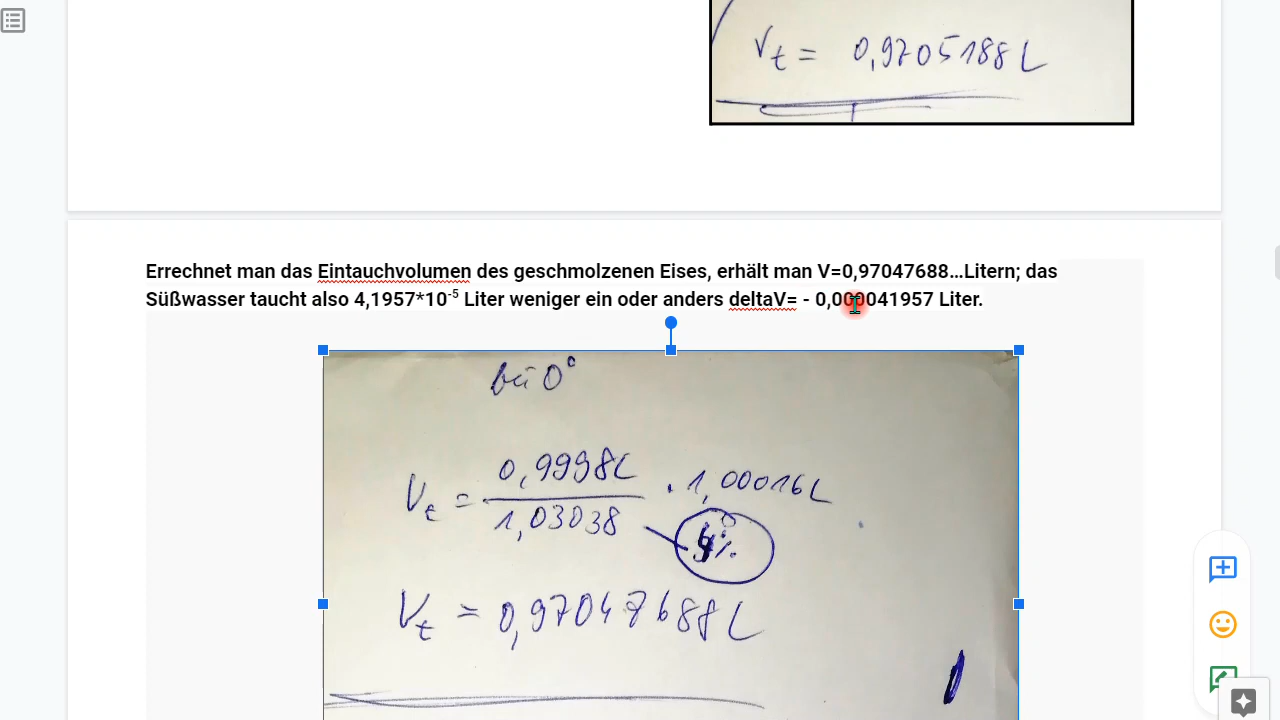 Vt = 0,9705188 L
Errechnet man das Eintauchvolumen des geschmolzenen Eises, erhält man V=0,97047688...Litern; das
Süßwasser taucht also 4,1957*10-5 Liter weniger ein oder anders deltaV= - 0,000041957 Liter.
bei 0°
Vt = 0,9998L / 1,03038 · 1,00016L
Vt = 0,97047688 L